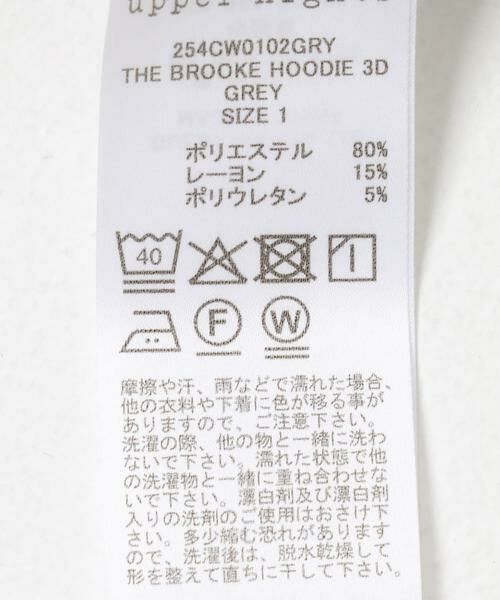 upper hights
254CW0102GRY
THE BROOKE HOODIE 3D
GREY
SIZE 1
ポリエステル 80%
レーヨン 15%
ポリウレタン 5%
40
F W
摩擦や汗、雨などで濡れた場合、
他の衣料や下着に色が移る事が
ありますので、ご注意下さい。
洗濯の際、他の物と一緒に洗わ
ないで下さい。濡れた状態で他
の洗濯物と一緒に重ね合わせな
いで下さい。漂白剤及び漂白剤
入りの洗剤のご使用はおさけ下
さい。多少縮む恐れがあります
ので、洗濯後は、脱水乾燥して
形を整えて直ちに干して下さい。